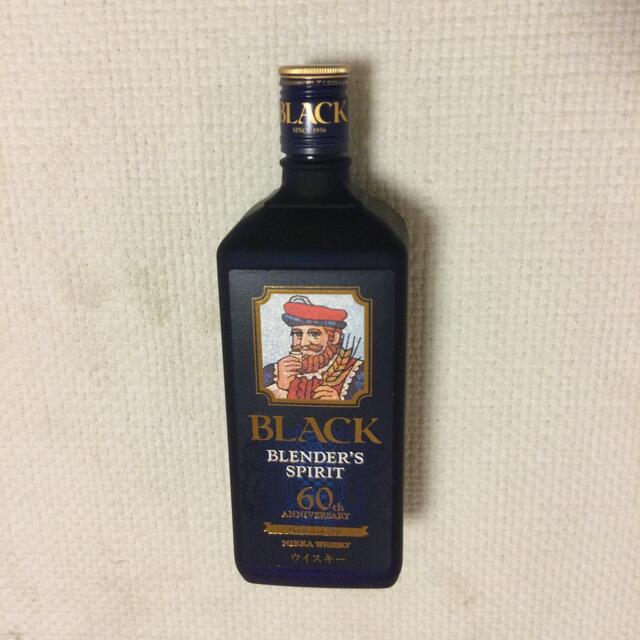 BLACK
SINCE 1956
BLACK
BLENDER'S
SPIRIT
60th
ANNIVERSARY
NIKKA WHISKY
ウイスキー